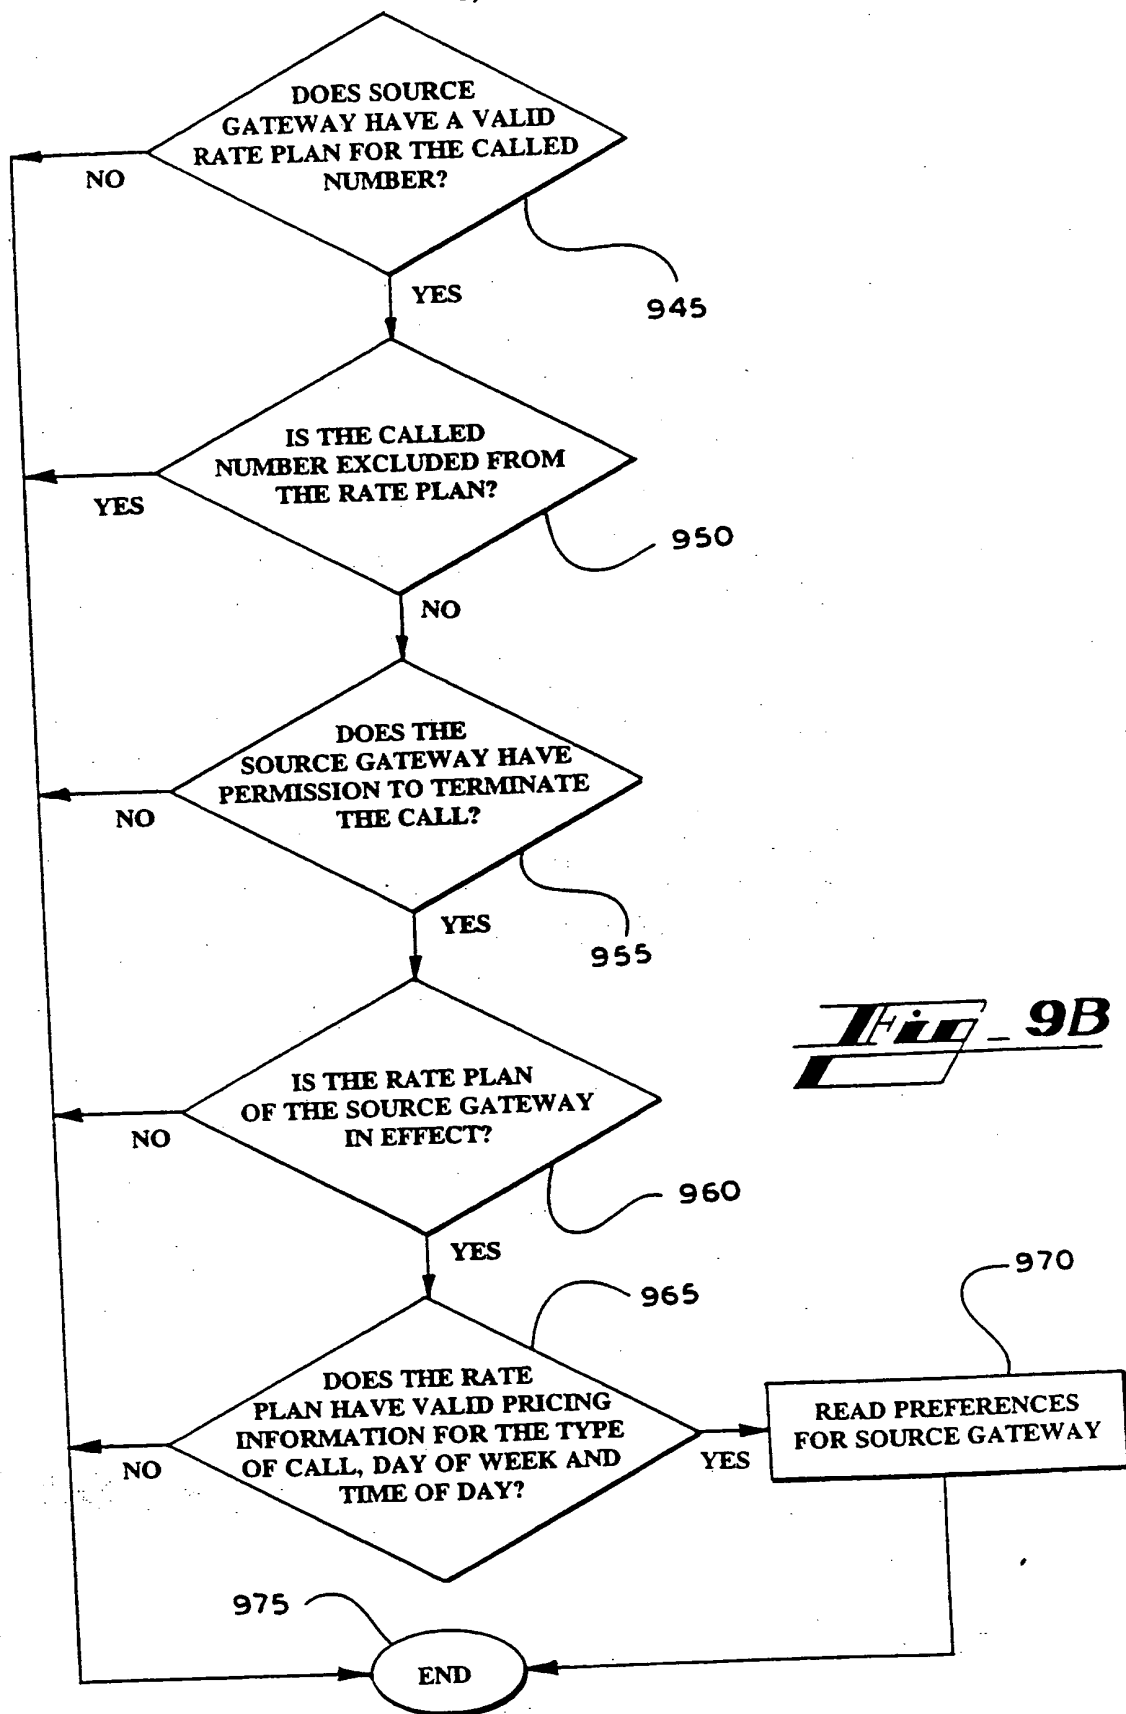 DOES SOURCE
GATEWAY HAVE A VALID
RATE PLAN FOR THE CALLED
NUMBER?
NO
YES
945
IS THE CALLED
NUMBER EXCLUDED FROM
THE RATE PLAN?
YES
950
NO
DOES THE
SOURCE GATEWAY HAVE
PERMISSION TO TERMINATE
THE CALL?
NO
YES
955
Fig_9B
IS THE RATE PLAN
OF THE SOURCE GATEWAY
IN EFFECT?
NO
960
YES
965
970
DOES THE RATE
PLAN HAVE VALID PRICING
INFORMATION FOR THE TYPE
OF CALL, DAY OF WEEK AND
TIME OF DAY?
NO
YES
READ PREFERENCES
FOR SOURCE GATEWAY
975
END